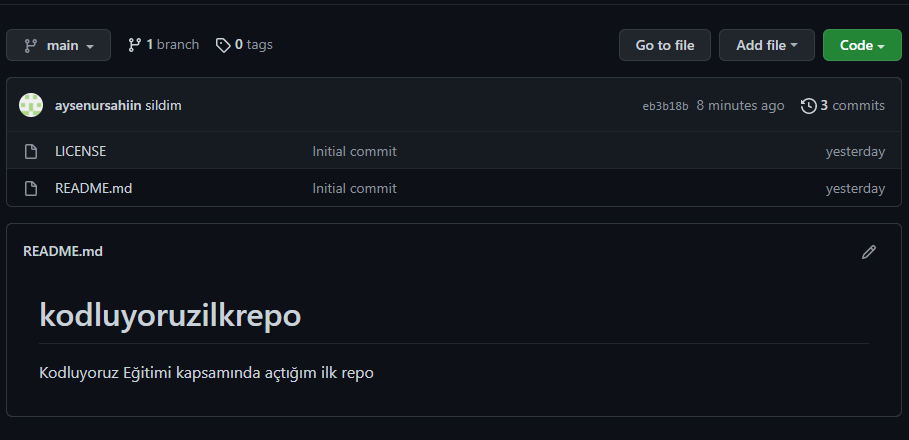 main 1 branch 0 tags Go to file Add file Code
aysenursahiin sildim eb3b18b 8 minutes ago 3 commits
LICENSE Initial commit yesterday
README.md Initial commit yesterday
README.md
kodluyoruzilkrepo
Kodluyoruz Eğitimi kapsamında açtığım ilk repo